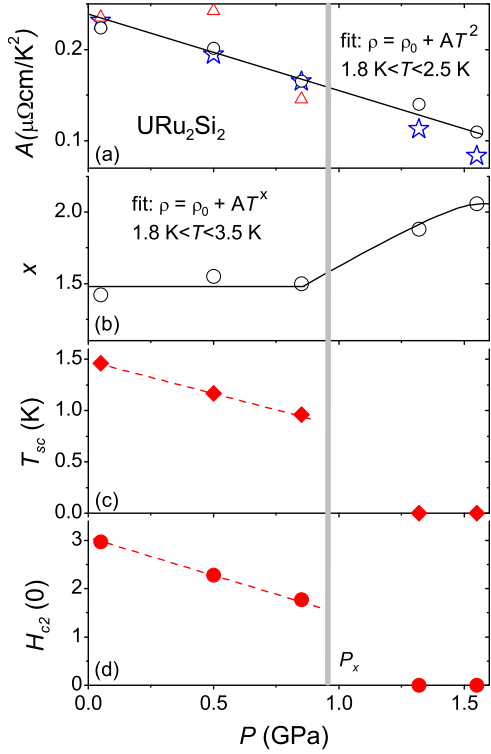 0.2
0.1
A(μΩcm/K²)
fit: ρ = ρ₀ + AT²
1.8 K<T<2.5 K
URu₂Si₂
(a)
2.0
1.5
x
fit: ρ = ρ₀ + ATˣ
1.8 K<T<3.5 K
(b)
1.5
1.0
0.5
0.0
T_sc (K)
(c)
3
2
1
0
H_c2 (0)
(d)
Pₓ
0.0
0.5
1.0
1.5
P (GPa)